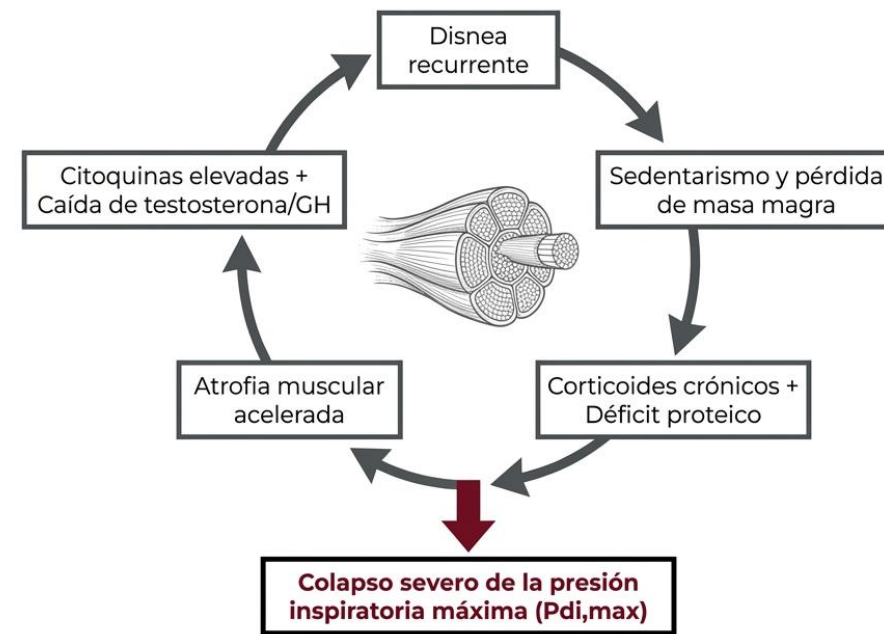 Disnea
recurrente
Sedentarismo y pérdida
de masa magra
Corticoides crónicos +
Déficit proteico
Colapso severo de la presión
inspiratoria máxima (Pdi,max)
Atrofia muscular
acelerada
Citoquinas elevadas +
Caída de testosterona/GH